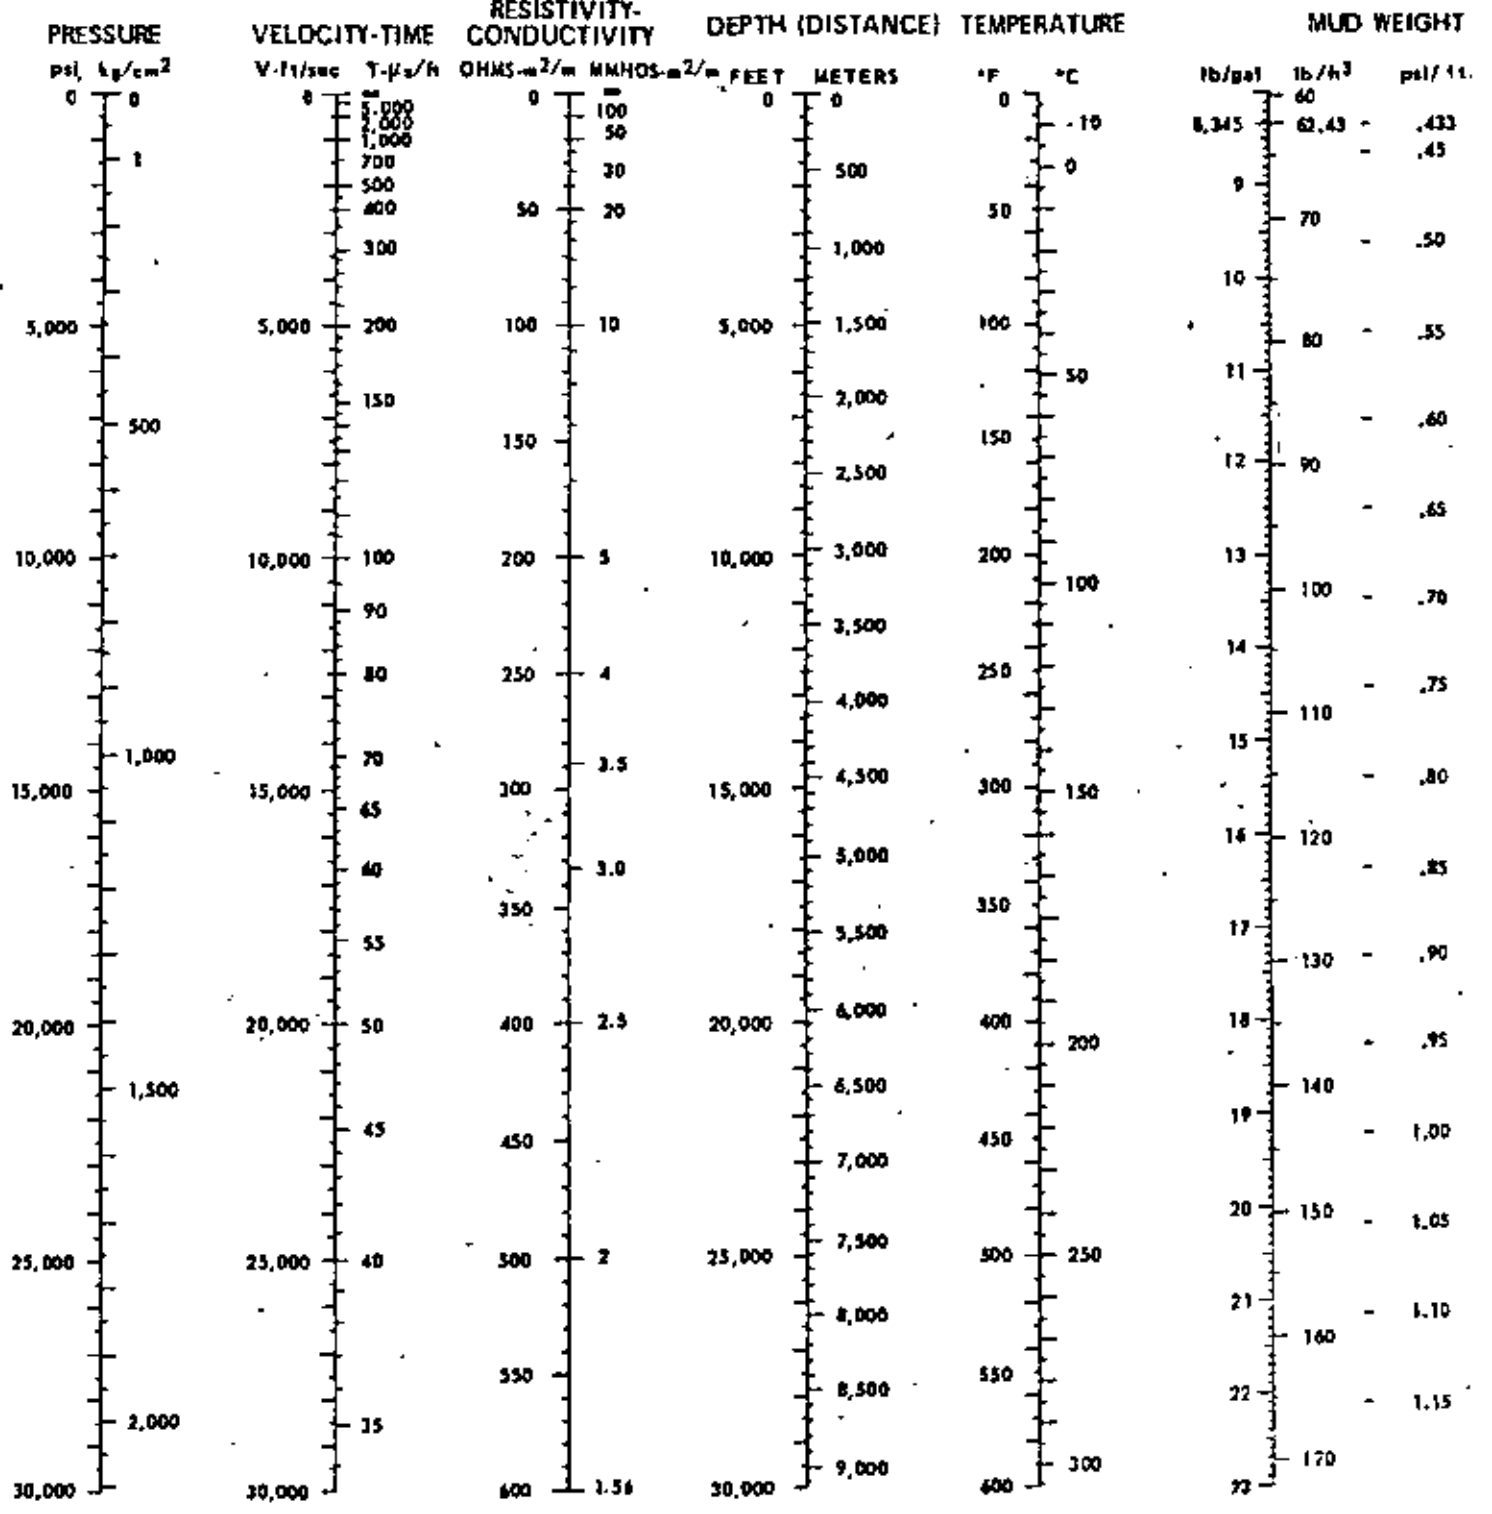 RESISTIVITY-
PRESSURE VELOCITY-TIME CONDUCTIVITY DEPTH (DISTANCE) TEMPERATURE MUD WEIGHT
psi, kg/cm² V-ft/sec T-μs/ft OHMS-m²/m MMHOS-m²/m FEET METERS °F °C lb/gal lb/h³ psi/ft.
0 0 0 ∞ 0 ∞ 0 0 0 60
5,000 100
2,000 50 -10 8,345 62.43 .433
1,000
1 700 30 500 0 .45
500 9
400 50 20 50 70 .50
300 1,000
10
5,000 5,000 200 100 10 5,000 1,500 100 80 .55
11 50
150 2,000
500 150 150 .60
12 90
2,500
.65
10,000 10,000 100 200 5 10,000 3,000 200 13
90 100 100 .70
3,500
14
80 250 4 250 .75
4,000 110
15
1,000 70 3.5
15,000 15,000 300 15,000 4,500 300 150 .80
65
16 120
60 3.0 5,000 .85
350 350
55 5,500 17
130 .90
6,000
20,000 20,000 50 400 2.5 20,000 400 18
200 .95
1,500 6,500 140
19
45 450 450 1.00
7,000
20 150 1.05
7,500
25,000 25,000 40 500 2 25,000 500 250
21
8,000 1.10
160
550 550
8,500 22 1.15
2,000 35
9,000 300 170
30,000 30,000 600 1.56 30,000 600 23